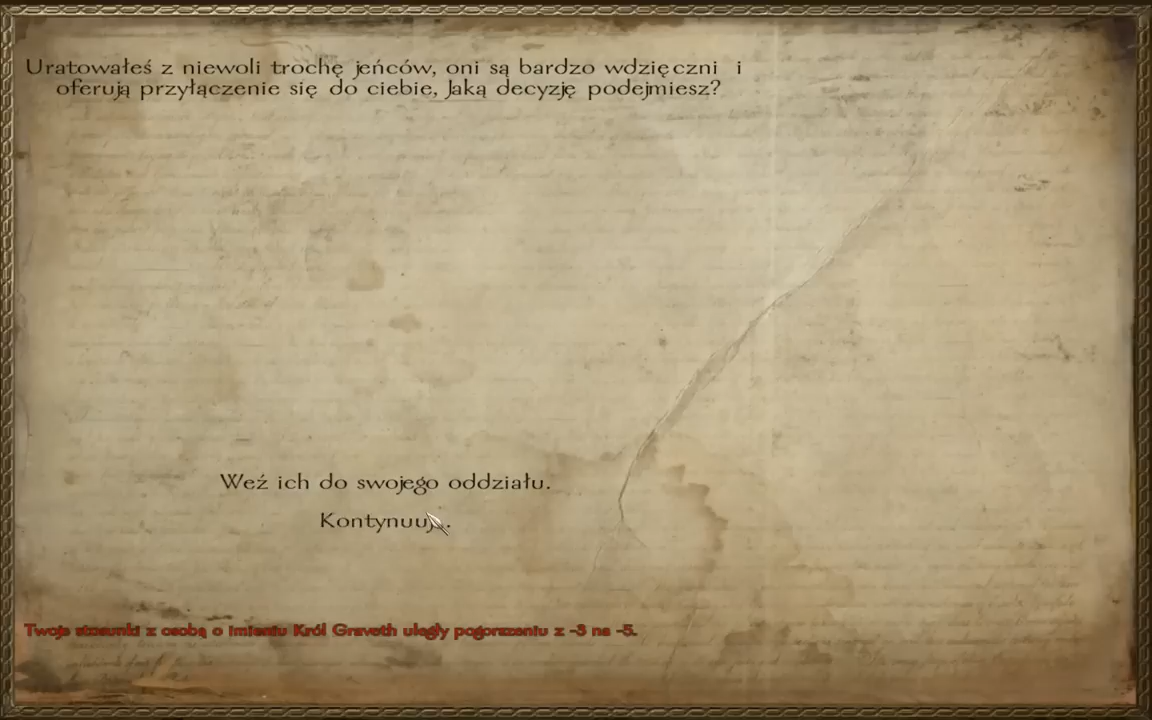 Uratowałeś z niewoli trochę jeńców, oni są bardzo wdzięczni i
oferują przyłączenie się do ciebie, Jaką decyzję podejmiesz?
Weź ich do swojego oddziału.
Kontynuuj.
Twoje stosunki z osobą o imieniu Król Graveth uległy pogorszeniu z -3 na -5.